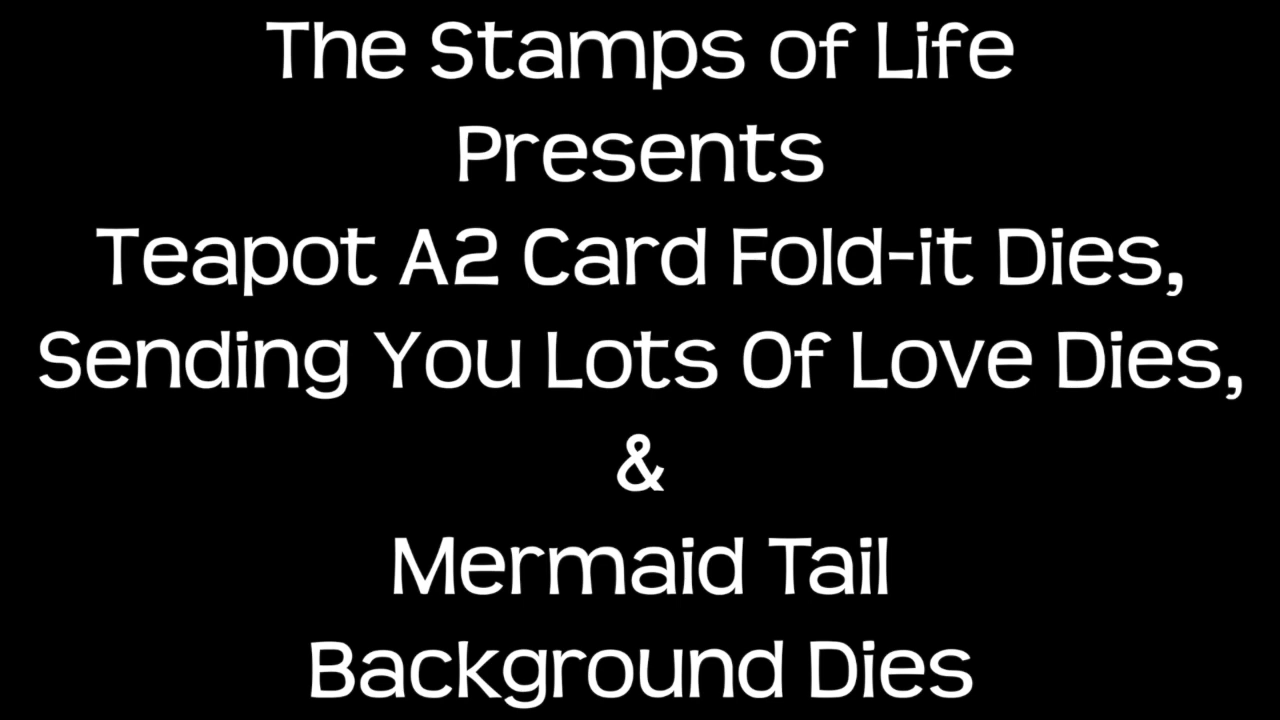 The Stamps of Life
Presents
Teapot A2 Card Fold-it Dies,
Sending You Lots Of Love Dies,
&
Mermaid Tail
Background Dies